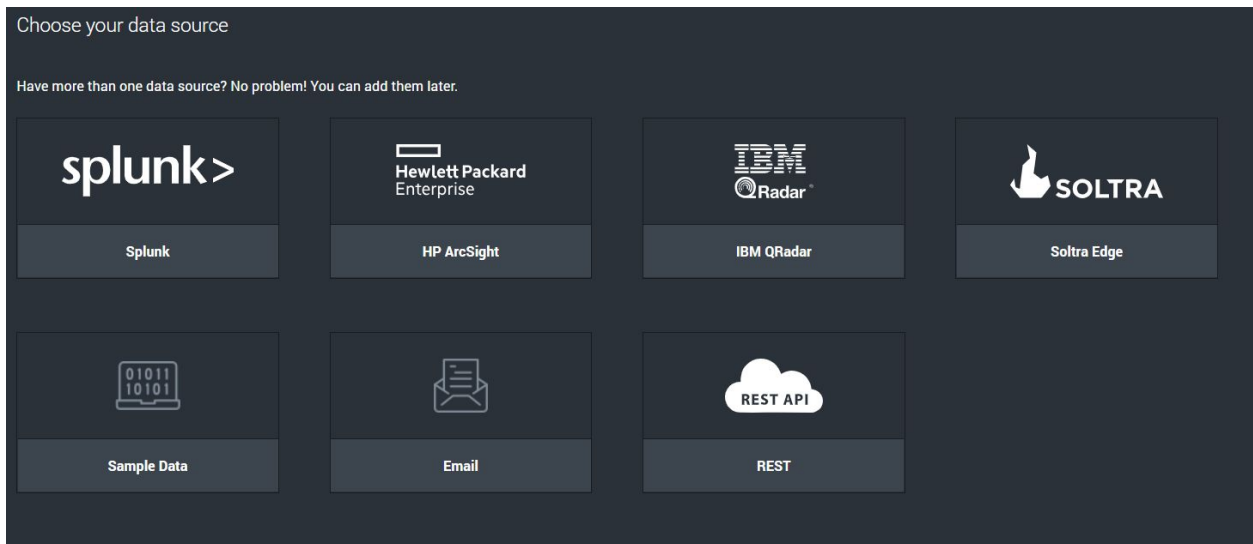 Choose your data source
Have more than one data source? No problem! You can add them later.
splunk>
Hewlett Packard
Enterprise
IBM
QRadar
SOLTRA
Splunk
HP ArcSight
IBM QRadar
Soltra Edge
01011
10101
REST API
Sample Data
Email
REST